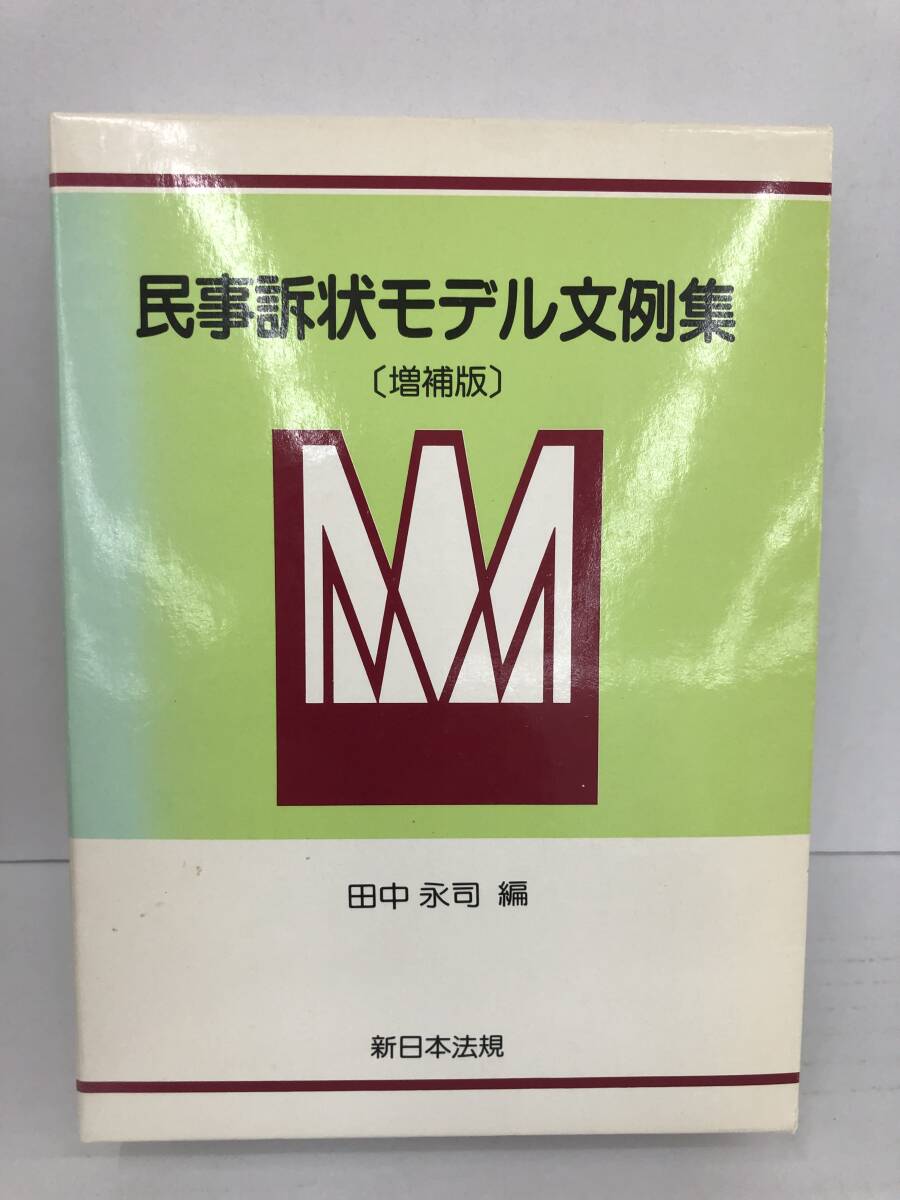 民事訴状モデル文例集
〔増補版〕
田中 永司 編
新日本法規